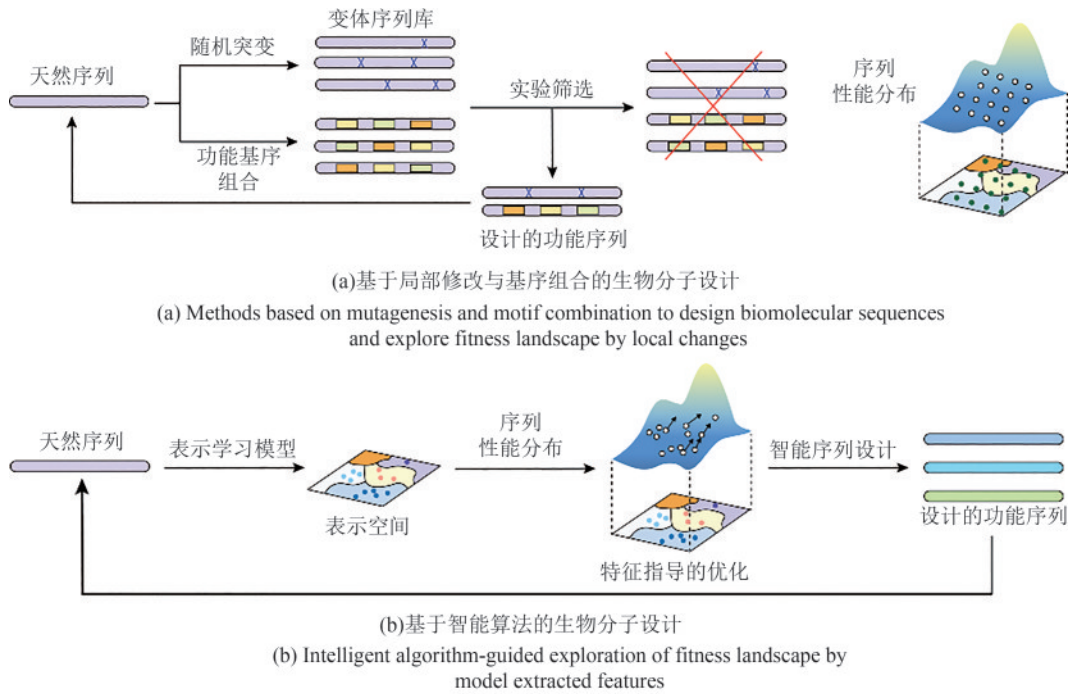 变体序列库
随机突变
天然序列
实验筛选
序列
性能分布
功能基序
组合
设计的功能序列
(a)基于局部修改与基序组合的生物分子设计
(a) Methods based on mutagenesis and motif combination to design biomolecular sequences
and explore fitness landscape by local changes
天然序列
表示学习模型
表示空间
序列
性能分布
特征指导的优化
智能序列设计
设计的功能序列
(b)基于智能算法的生物分子设计
(b) Intelligent algorithm-guided exploration of fitness landscape by
model extracted features